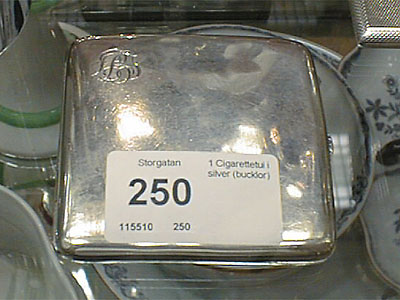 Storgatan
1 Cigarettetui i
silver (bucklor)
250
115510 250